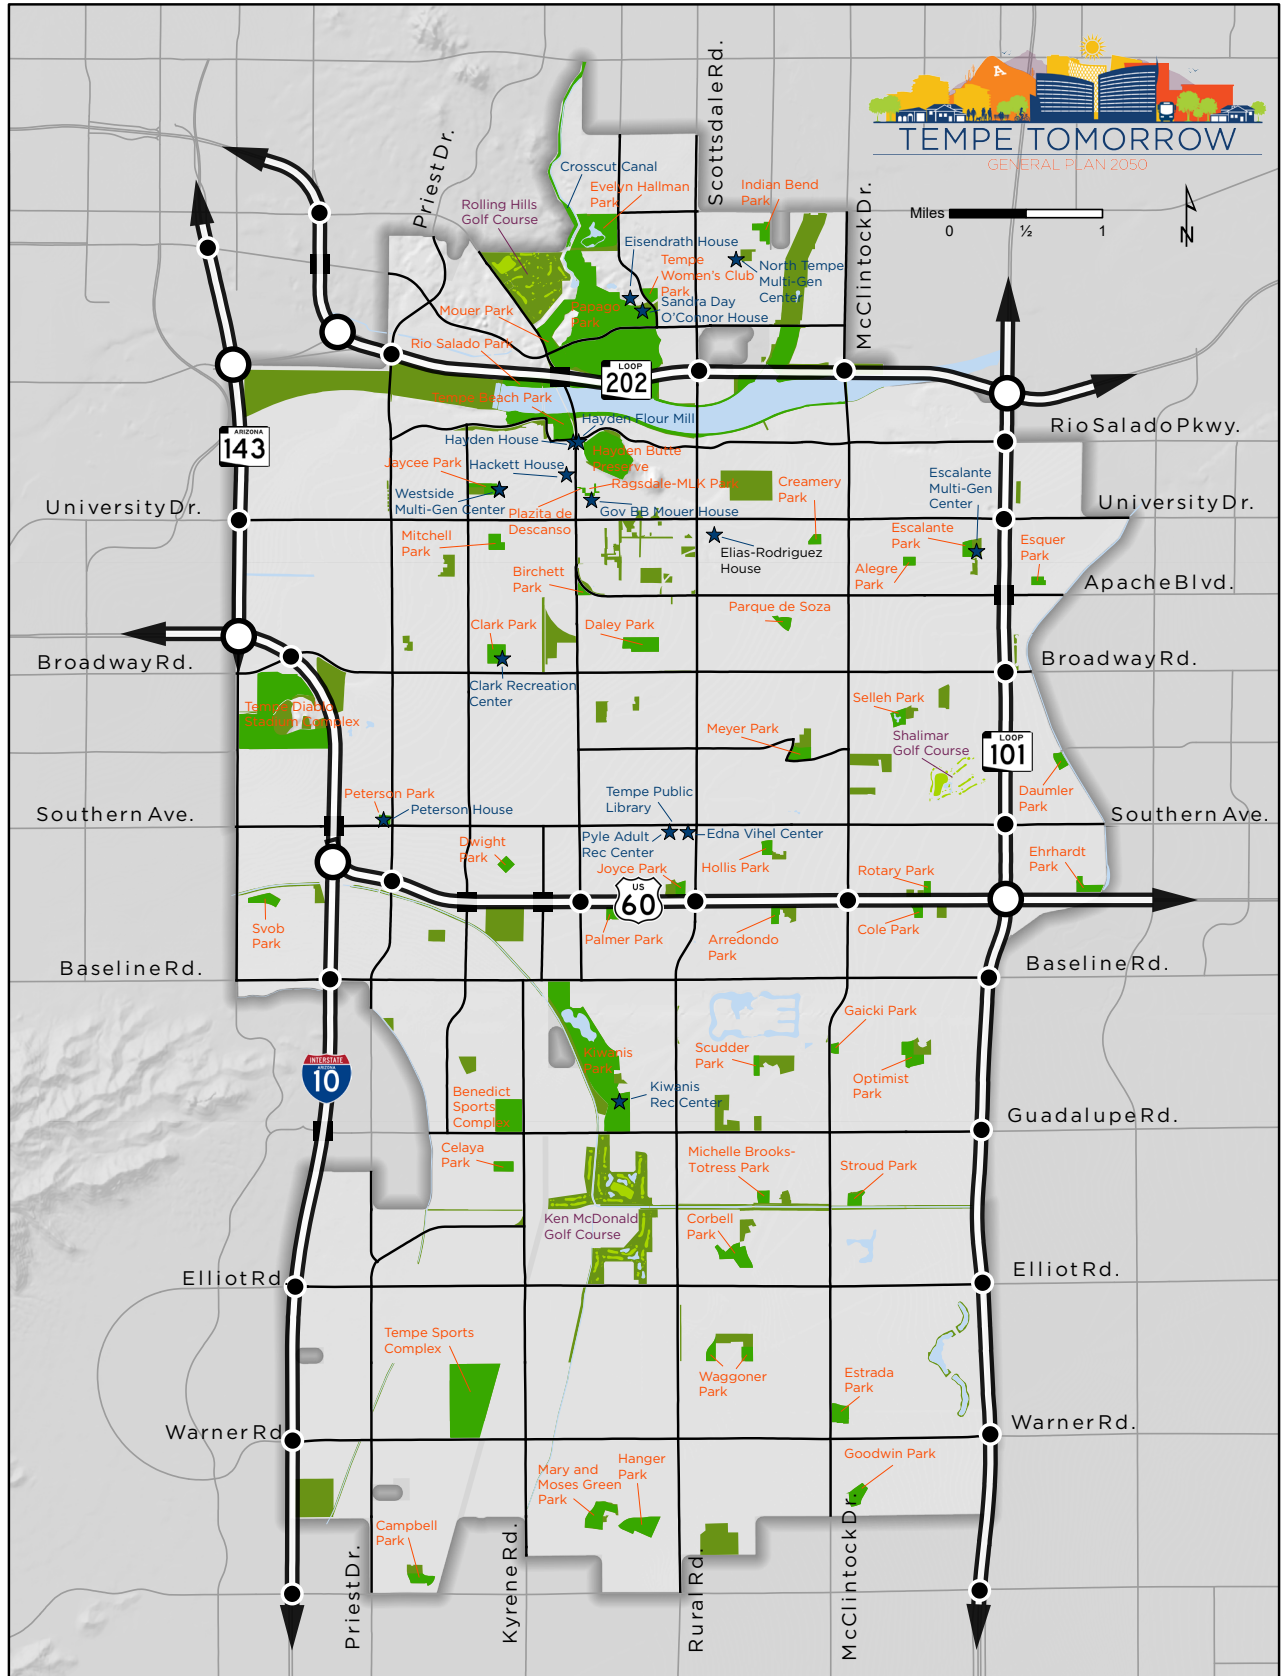 Scottsdale Rd.
Priest Dr.
McClintock Dr.
A
TEMPE TOMORROW
GENERAL PLAN 2050
Miles
0
½
1
N
Crosscut Canal
Evelyn Hallman
Park
Indian Bend
Park
Rolling Hills
Golf Course
Eisendrath House
Tempe
Women's Club
Park
North Tempe
Multi-Gen
Center
Sandra Day
O'Connor House
Papago
Park
Mouer Park
Rio Salado Park
LOOP
202
Tempe Beach Park
Hayden Flour Mill
Rio Salado Pkwy.
ARIZONA
143
Hayden House
Hayden Butte
Preserve
Jaycee Park
Hackett House
Westside
Multi-Gen Center
Ragsdale-MLK Park
Creamery
Park
Escalante
Multi-Gen
Center
Plazita de
Descanso
Gov BB Mouer House
University Dr.
University Dr.
Mitchell
Park
Elias-Rodriguez
House
Escalante
Park
Esquer
Park
Alegre
Park
Birchett
Park
Apache Blvd.
Clark Park
Daley Park
Parque de Soza
Broadway Rd.
Broadway Rd.
Clark Recreation
Center
Tempe Diablo
Stadium Complex
Selleh Park
Meyer Park
Shalimar
Golf Course
LOOP
101
Daumler
Park
Peterson Park
Peterson House
Tempe Public
Library
Southern Ave.
Southern Ave.
Pyle Adult
Rec Center
Edna Vihel Center
Dwight
Park
Hollis Park
Joyce Park
Rotary Park
Ehrhardt
Park
US
60
Svob
Park
Palmer Park
Arredondo
Park
Cole Park
Baseline Rd.
Baseline Rd.
Gaicki Park
Kiwanis
Park
Scudder
Park
Optimist
Park
INTERSTATE
ARIZONA
10
Benedict
Sports
Complex
Kiwanis
Rec Center
Guadalupe Rd.
Celaya
Park
Michelle Brooks-
Totress Park
Stroud Park
Ken McDonald
Golf Course
Corbell
Park
Elliot Rd.
Elliot Rd.
Tempe Sports
Complex
Waggoner
Park
Estrada
Park
Warner Rd.
Warner Rd.
Goodwin Park
Mary and
Moses Green
Park
Hanger
Park
Campbell
Park
Priest Dr.
Kyrene Rd.
Rural Rd.
McClintock Dr.